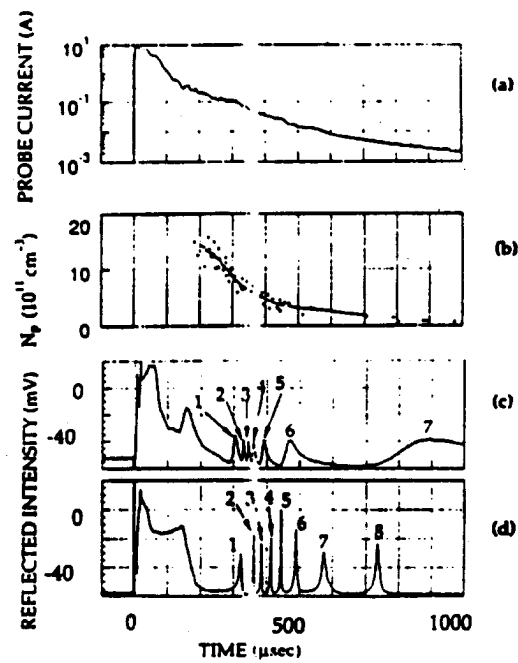 PROBE CURRENT (A)
10¹
10⁻¹
10⁻³
(a)
Nₚ (10¹¹ cm⁻³)
20
10
0
(b)
REFLECTED INTENSITY (mV)
0
-40
1 2 3 4 5 6 7
(c)
0
-40
1 2 3 4 5 6 7 8
(d)
0 500 1000
TIME (μsec)